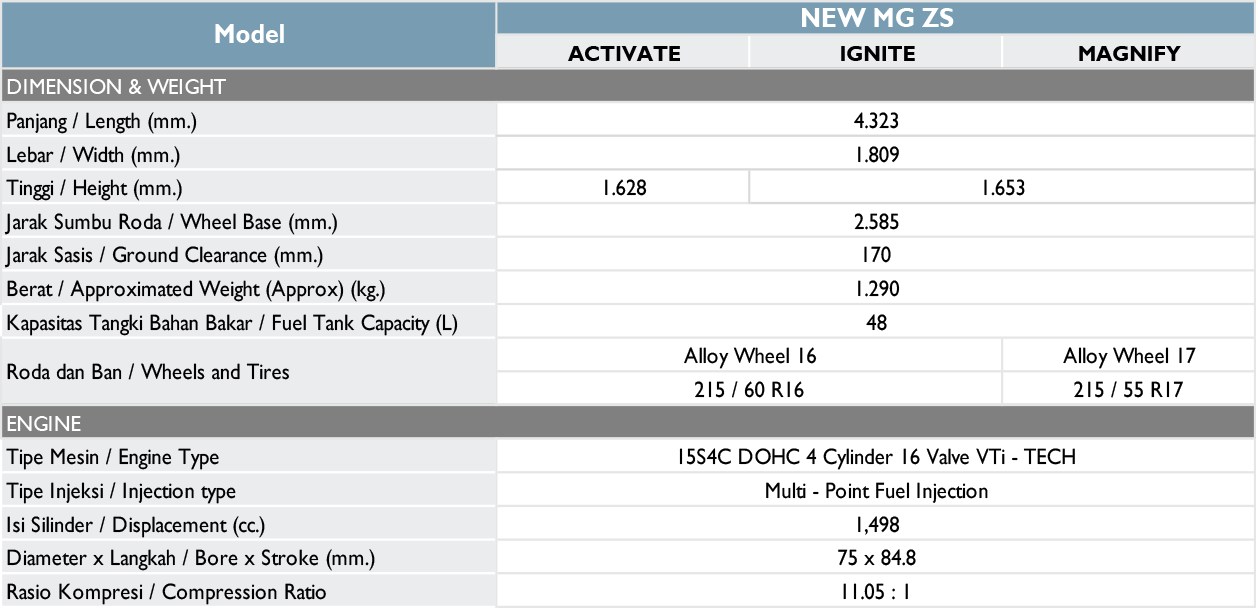 Model
NEW MG ZS
ACTIVATE IGNITE MAGNIFY
DIMENSION & WEIGHT
Panjang / Length (mm.) 4.323
Lebar / Width (mm.) 1.809
Tinggi / Height (mm.) 1.628 1.653
Jarak Sumbu Roda / Wheel Base (mm.) 2.585
Jarak Sasis / Ground Clearance (mm.) 170
Berat / Approximated Weight (Approx) (kg.) 1.290
Kapasitas Tangki Bahan Bakar / Fuel Tank Capacity (L) 48
Roda dan Ban / Wheels and Tires
Alloy Wheel 16 Alloy Wheel 17
215 / 60 R16 215 / 55 R17
ENGINE
Tipe Mesin / Engine Type 15S4C DOHC 4 Cylinder 16 Valve VTi - TECH
Tipe Injeksi / Injection type Multi - Point Fuel Injection
Isi Silinder / Displacement (cc.) 1,498
Diameter x Langkah / Bore x Stroke (mm.) 75 x 84.8
Rasio Kompresi / Compression Ratio 11.05 : 1